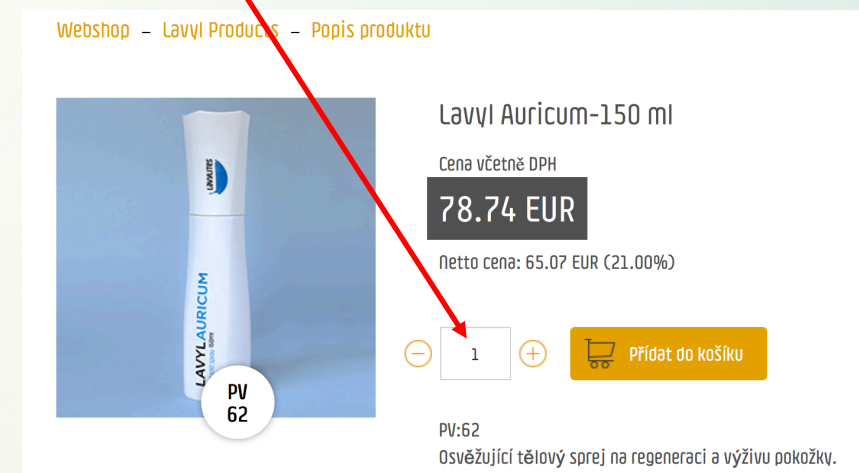 Webshop – Lavyl Products – Popis produktu
Lavyl Auricum-150 ml
Cena včetně DPH
78.74 EUR
Netto cena: 65.07 EUR (21.00%)
1
Přidat do košíku
LAVYLITES
LAVYL AURICUM
150ml
PV
62
PV:62
Osvěžující tělový sprej na regeneraci a výživu pokožky.